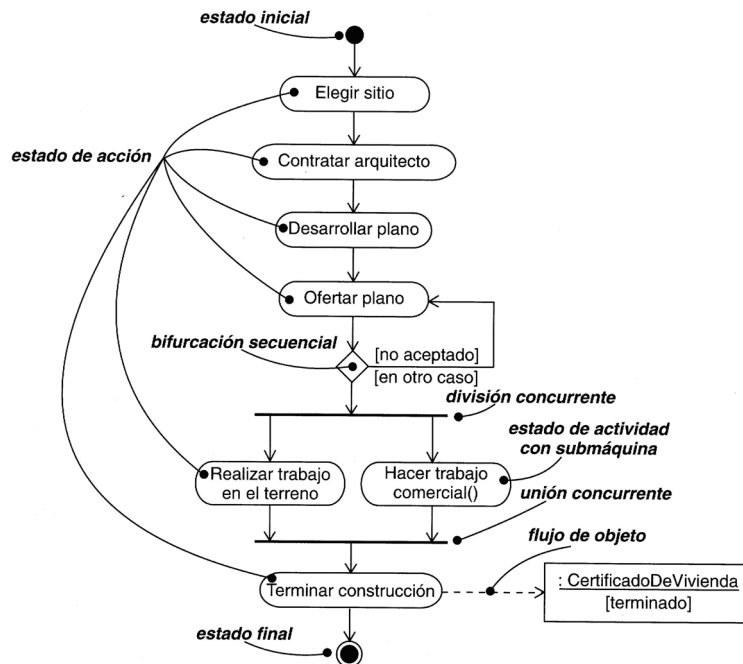 estado inicial
Elegir sitio
estado de acción
Contratar arquitecto
Desarrollar plano
Ofertar plano
bifurcación secuencial
[no aceptado]
[en otro caso]
división concurrente
estado de actividad
con submáquina
Realizar trabajo
en el terreno
Hacer trabajo
comercial()
unión concurrente
flujo de objeto
Terminar construcción
: CertificadoDeVivienda
[terminado]
estado final